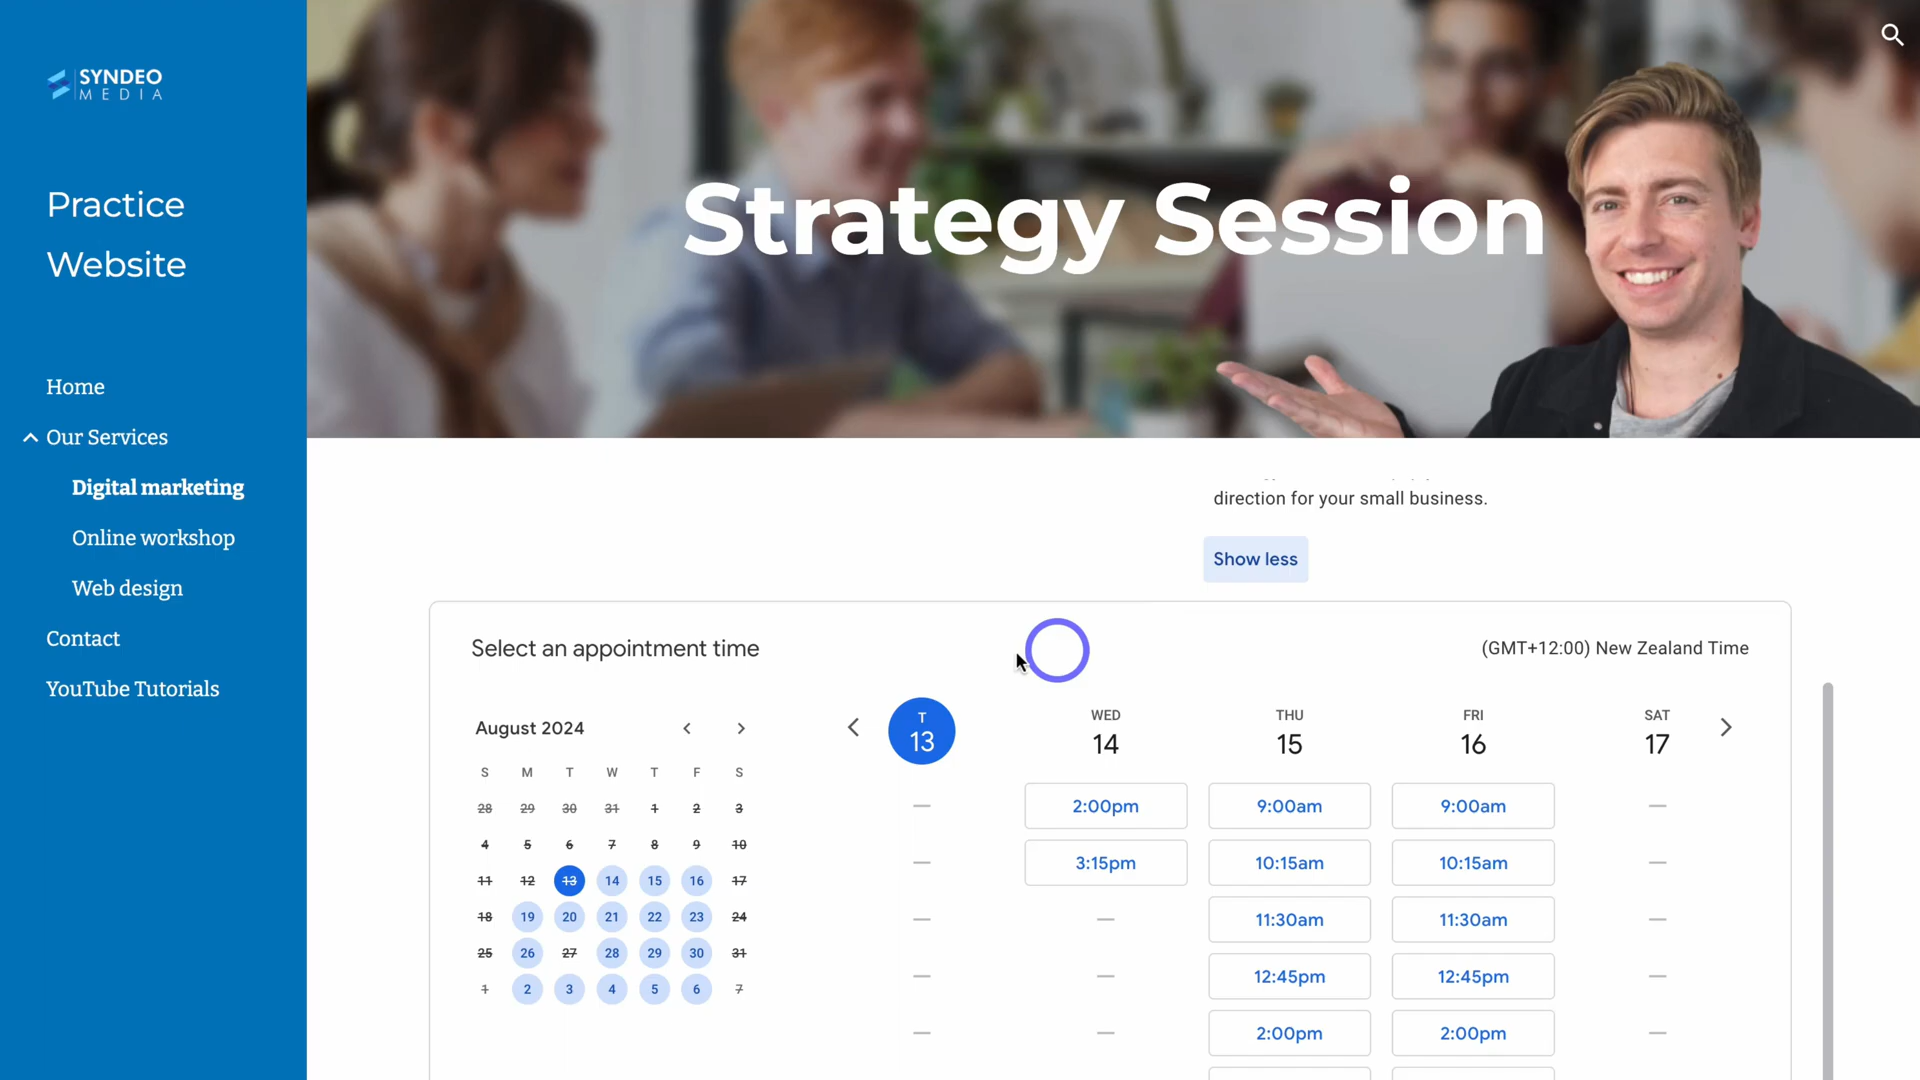 SYNDEO
MEDIA
Practice
Website
Home
Our Services
Digital marketing
Online workshop
Web design
Contact
YouTube Tutorials
Strategy Session
direction for your small business.
Show less
Select an appointment time
(GMT+12:00) New Zealand Time
August 2024
S M T W T F S
28 29 30 31 1 2 3
4 5 6 7 8 9 10
11 12 13 14 15 16 17
18 19 20 21 22 23 24
25 26 27 28 29 30 31
1 2 3 4 5 6 7
T WED THU FRI SAT
13 14 15 16 17
— 2:00pm 9:00am 9:00am —
— 3:15pm 10:15am 10:15am —
— — 11:30am 11:30am —
— — 12:45pm 12:45pm —
— — 2:00pm 2:00pm —